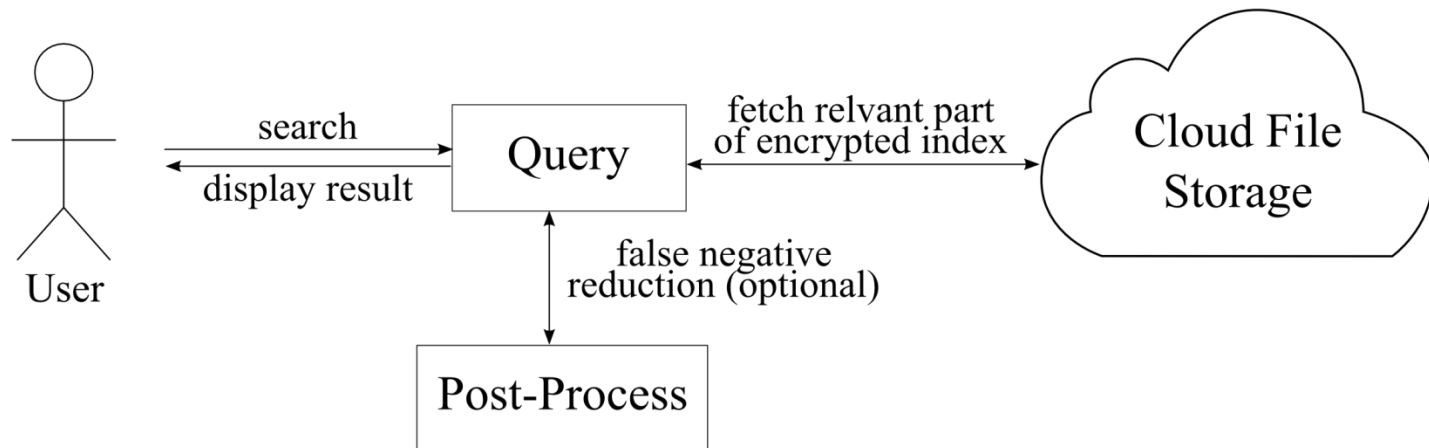 search
display result
User
Query
fetch relvant part
of encrypted index
Cloud File
Storage
false negative
reduction (optional)
Post-Process